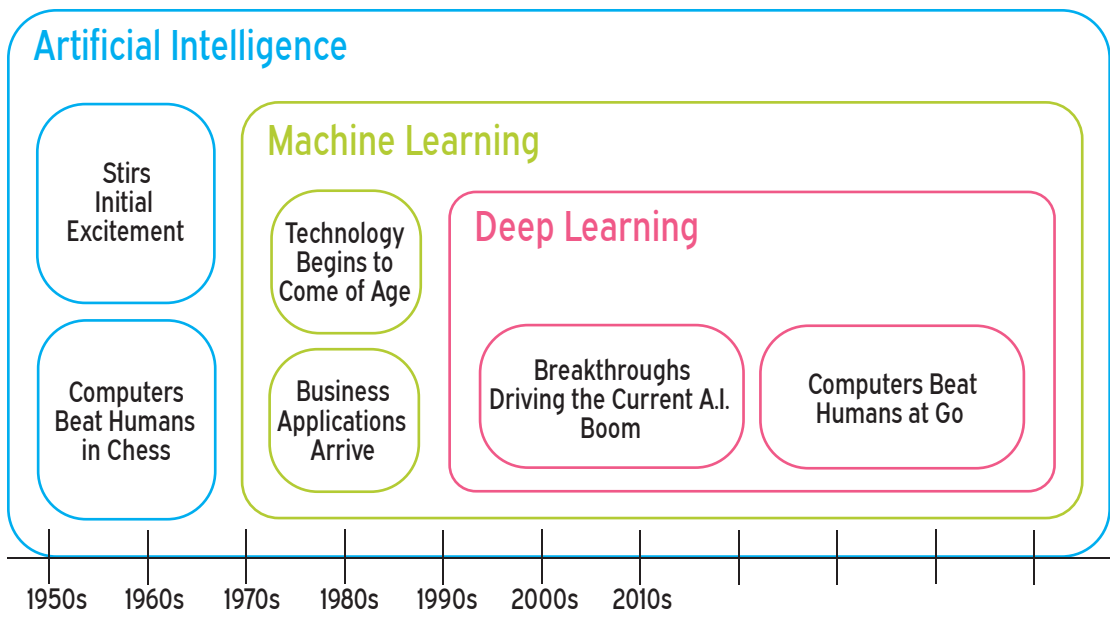 Artificial Intelligence
Stirs
Initial
Excitement
Computers
Beat Humans
in Chess
Machine Learning
Technology
Begins to
Come of Age
Business
Applications
Arrive
Deep Learning
Breakthroughs
Driving the Current A.I.
Boom
Computers Beat
Humans at Go
1950s 1960s 1970s 1980s 1990s 2000s 2010s